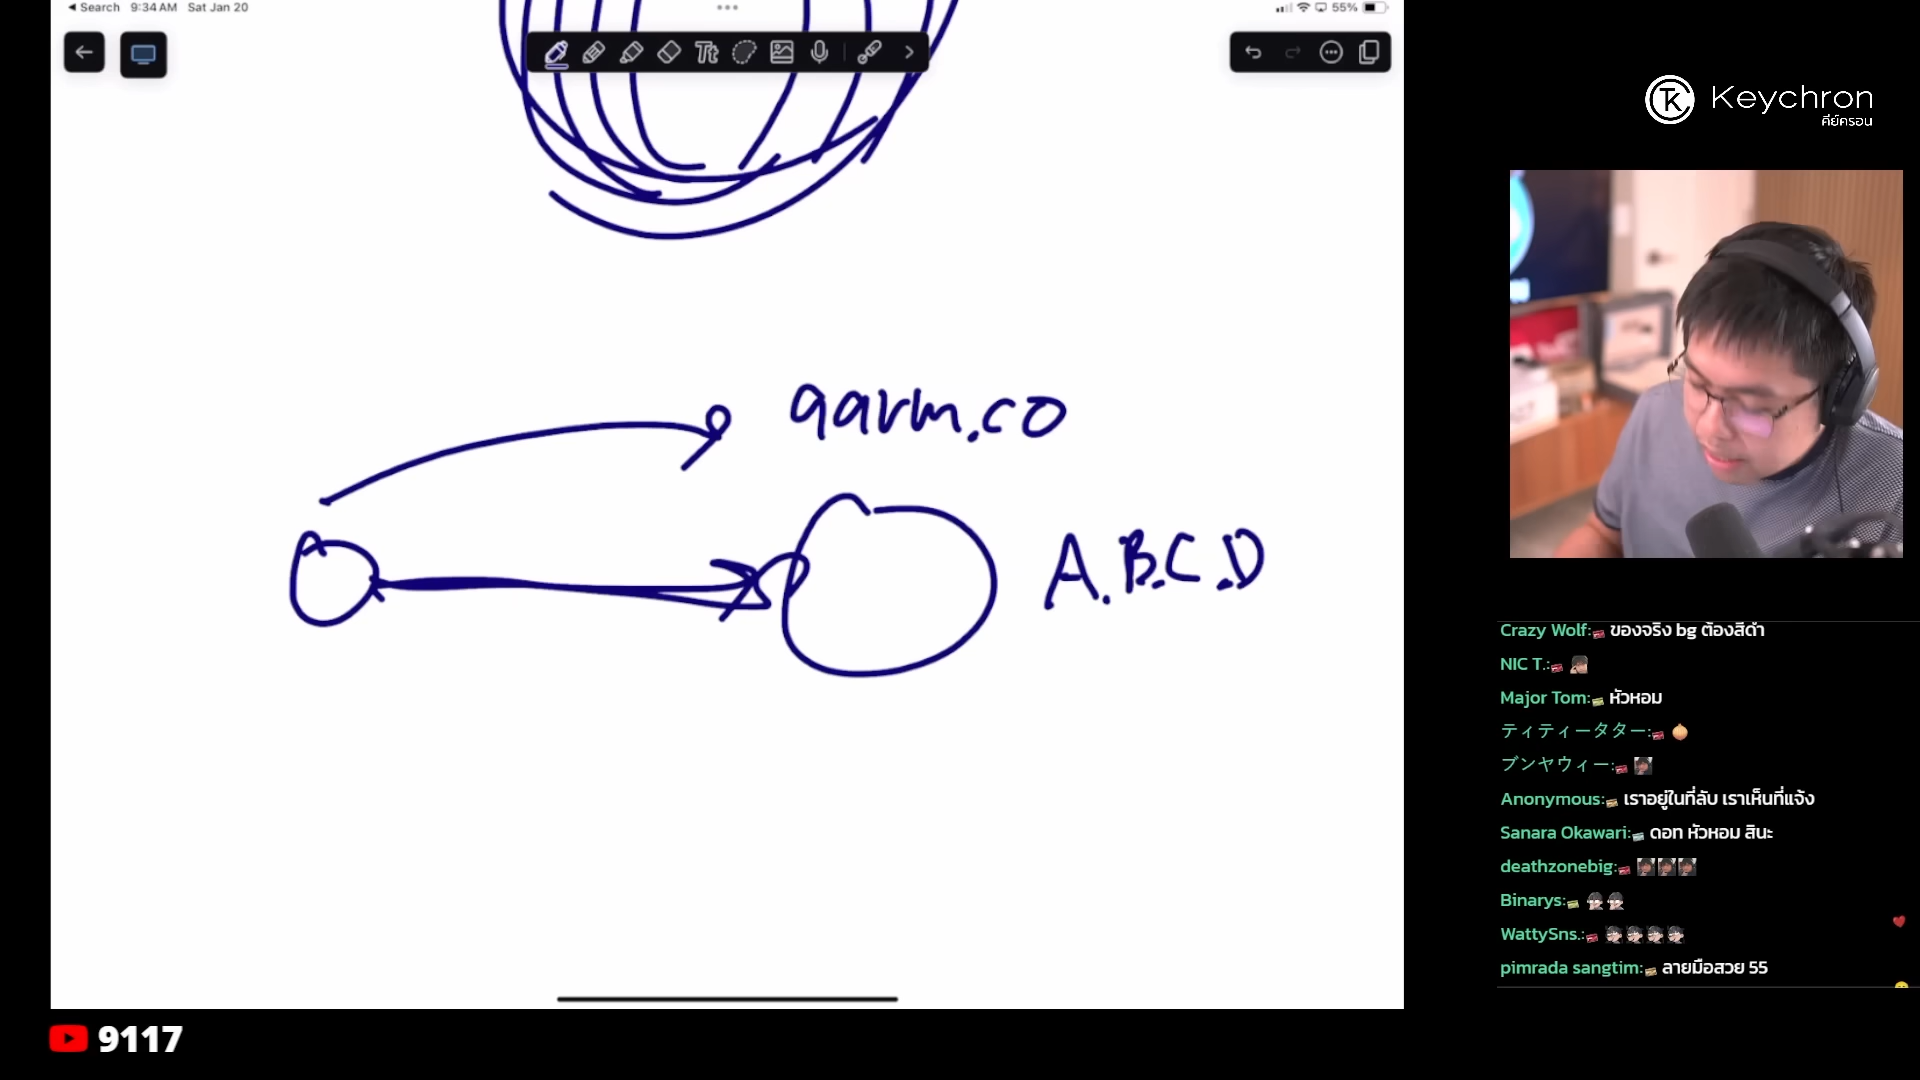 Search 9:34 AM Sat Jan 20
55%
Tt
9arm.co
A.B.C.D
TK Keychron
คีย์ครอน
Crazy Wolf: ของจริง bg ต้องสีดำ
NIC T.:
Major Tom: หัวหอม
ティティータター:
ブンヤウィー:
Anonymous: เราอยู่ในที่ลับ เราเห็นที่แจ้ง
Sanara Okawari: ดอท หัวหอม สินะ
deathzonebig:
Binarys:
WattySns.:
pimrada sangtim: ลายมือสวย 55
9117